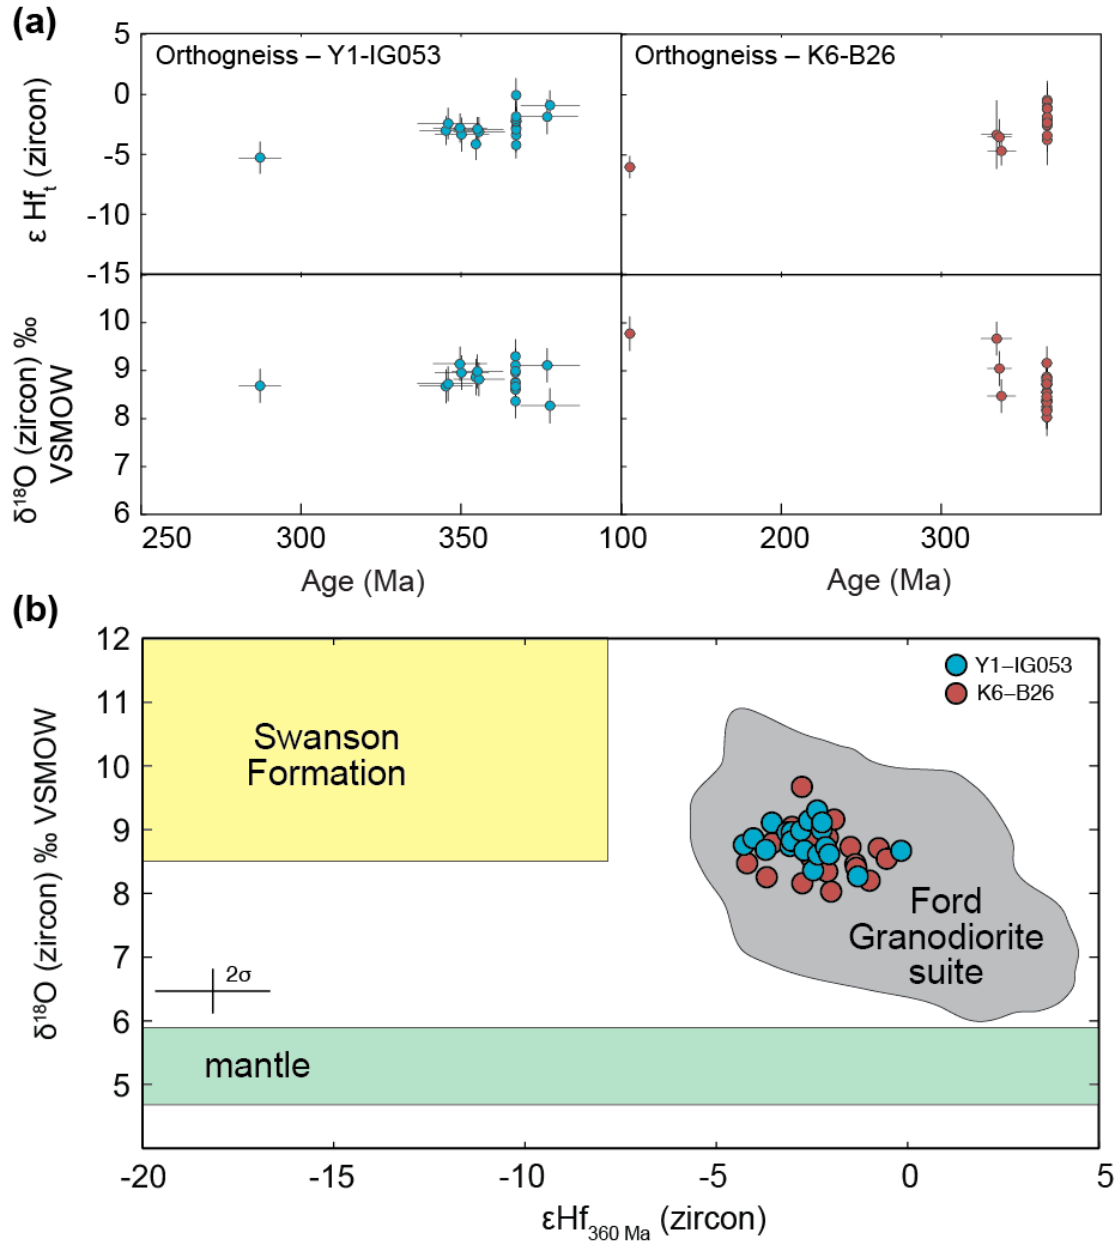 (a)
Orthogneiss – Y1-IG053
Orthogneiss – K6-B26
ε Hft (zircon)
5
0
-5
-10
-15
δ18O (zircon) ‰
VSMOW
10
9
8
7
6
250
300
350
100
200
300
Age (Ma)
Age (Ma)
(b)
δ18O (zircon) ‰ VSMOW
12
11
10
9
8
7
6
5
Y1–IG053
K6–B26
Swanson
Formation
Ford
Granodiorite
suite
2σ
mantle
-20
-15
-10
-5
0
5
εHf360 Ma (zircon)